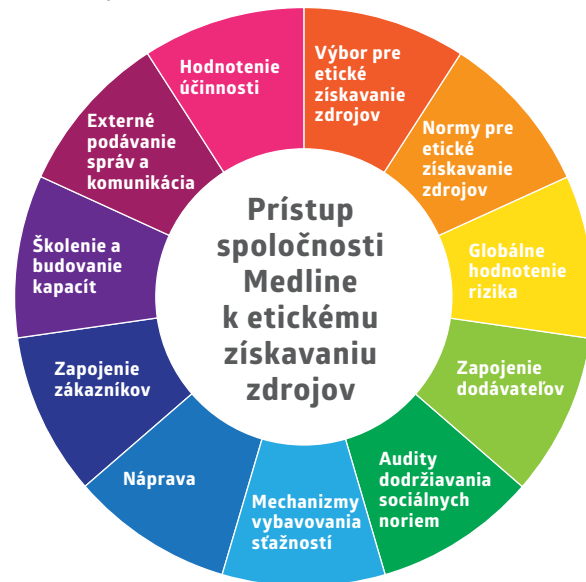 Hodnotenie
účinnosti
Výbor pre
etické
získavanie
zdrojov
Normy pre
etické
získavanie
zdrojov
Globálne
hodnotenie
rizika
Zapojenie
dodávateľov
Audity
dodržiavania
sociálnych
noriem
Mechanizmy
vybavovania
sťažností
Náprava
Zapojenie
zákazníkov
Školenie a
budovanie
kapacít
Externé
podávanie
správ a
komunikácia
Prístup
spoločnosti
Medline
k etickému
získavaniu
zdrojov